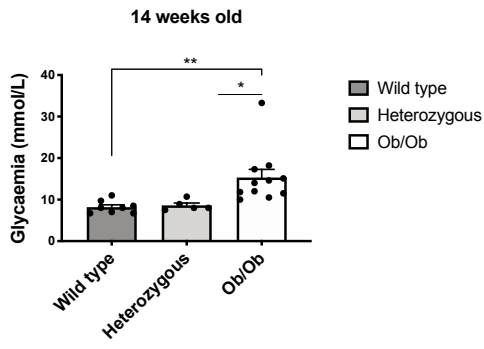 14 weeks old
**
*
Glycaemia (mmol/L)
40
30
20
10
0
Wild type
Heterozygous
Ob/Ob
Wild type
Heterozygous
Ob/Ob